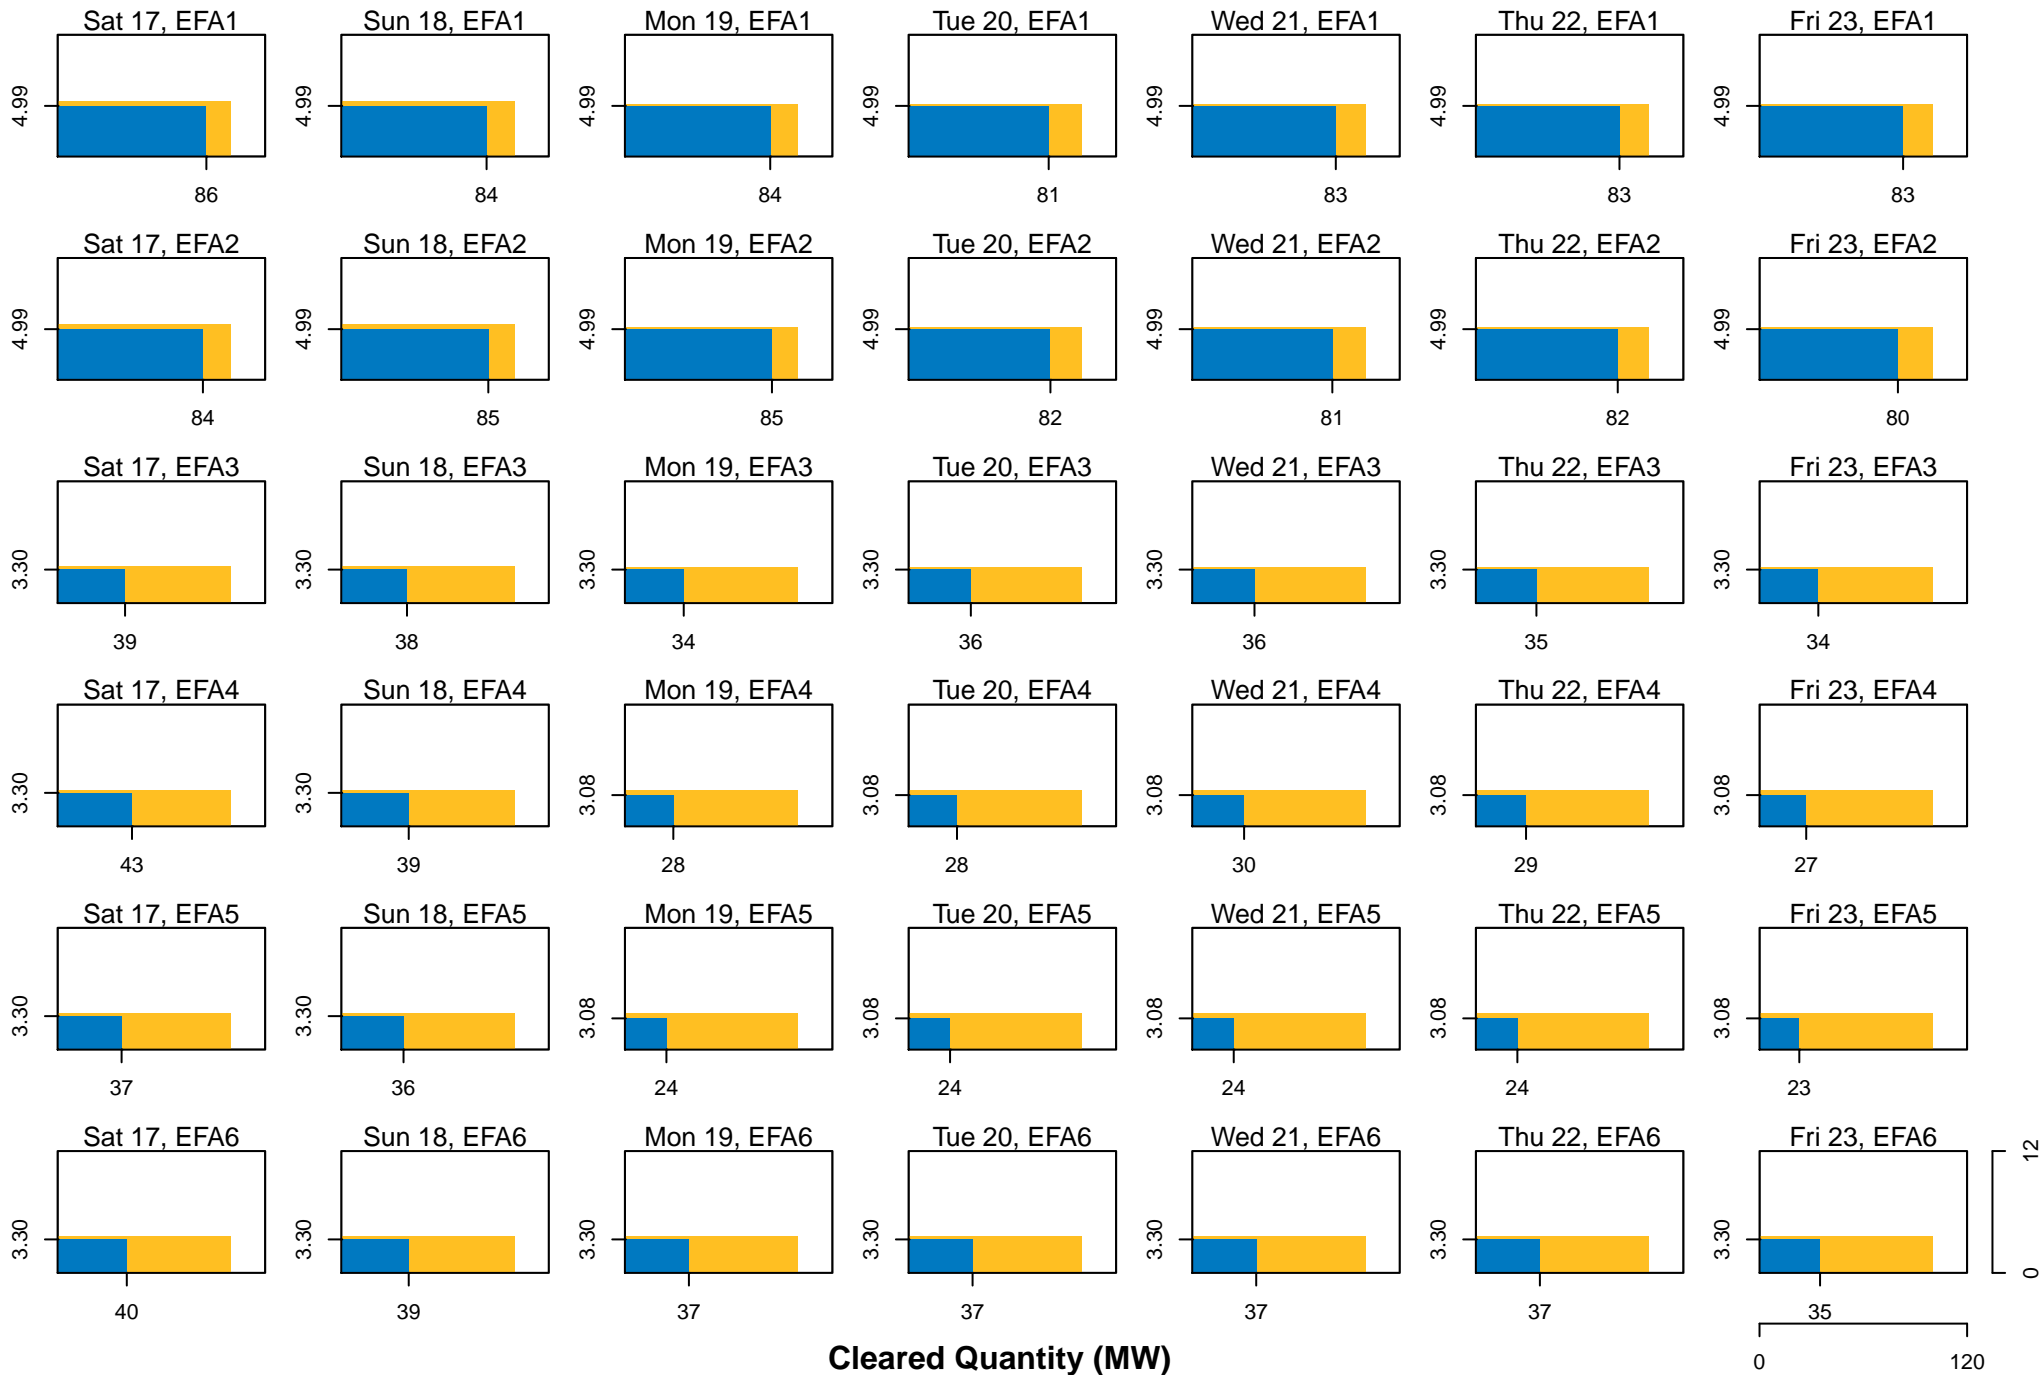 Sat 17, EFA1 Sun 18, EFA1 Mon 19, EFA1 Tue 20, EFA1 Wed 21, EFA1 Thu 22, EFA1 Fri 23, EFA1
4.99 4.99 4.99 4.99 4.99 4.99 4.99
86 84 84 81 83 83 83
Sat 17, EFA2 Sun 18, EFA2 Mon 19, EFA2 Tue 20, EFA2 Wed 21, EFA2 Thu 22, EFA2 Fri 23, EFA2
4.99 4.99 4.99 4.99 4.99 4.99 4.99
84 85 85 82 81 82 80
Sat 17, EFA3 Sun 18, EFA3 Mon 19, EFA3 Tue 20, EFA3 Wed 21, EFA3 Thu 22, EFA3 Fri 23, EFA3
3.30 3.30 3.30 3.30 3.30 3.30 3.30
39 38 34 36 36 35 34
Sat 17, EFA4 Sun 18, EFA4 Mon 19, EFA4 Tue 20, EFA4 Wed 21, EFA4 Thu 22, EFA4 Fri 23, EFA4
3.30 3.30 3.08 3.08 3.08 3.08 3.08
43 39 28 28 30 29 27
Sat 17, EFA5 Sun 18, EFA5 Mon 19, EFA5 Tue 20, EFA5 Wed 21, EFA5 Thu 22, EFA5 Fri 23, EFA5
3.30 3.30 3.08 3.08 3.08 3.08 3.08
37 36 24 24 24 24 23
Sat 17, EFA6 Sun 18, EFA6 Mon 19, EFA6 Tue 20, EFA6 Wed 21, EFA6 Thu 22, EFA6 Fri 23, EFA6
12
3.30 3.30 3.30 3.30 3.30 3.30 3.30
0
40 39 37 37 37 37 35
Cleared Quantity (MW)
0 120